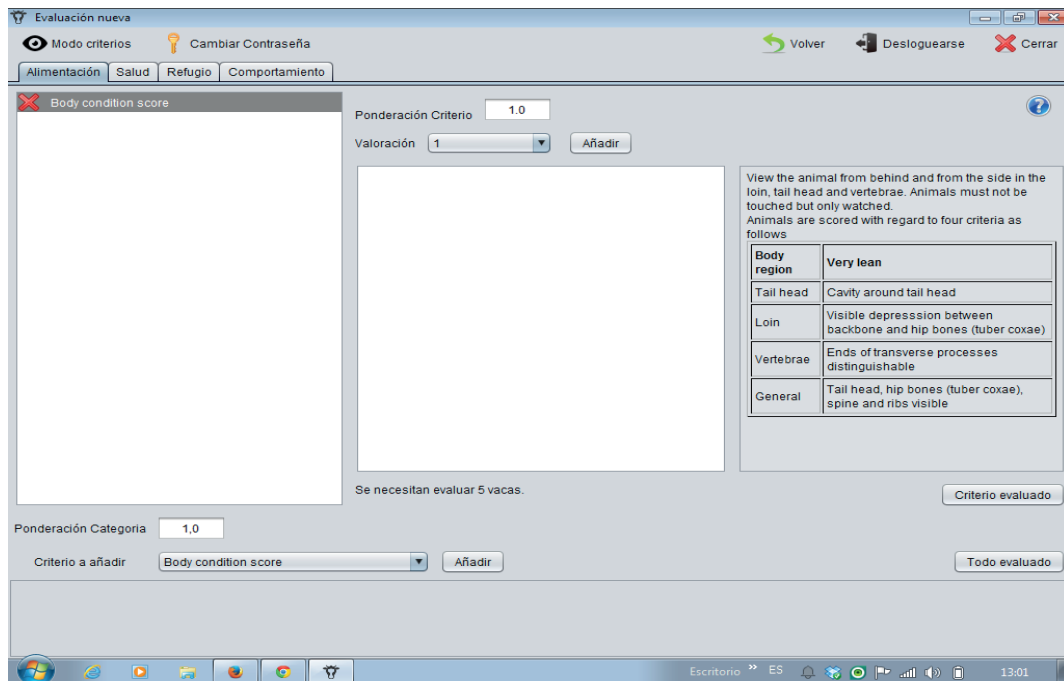 Evaluación nueva
Modo criterios
Cambiar Contraseña
Volver
Desloguearse
Cerrar
Alimentación
Salud
Refugio
Comportamiento
Body condition score
Ponderación Criterio
1.0
Valoración
1
Añadir
View the animal from behind and from the side in the
loin, tail head and vertebrae. Animals must not be
touched but only watched.
Animals are scored with regard to four criteria as
follows
Body
region
Very lean
Tail head
Cavity around tail head
Loin
Visible depresssion between
backbone and hip bones (tuber coxae)
Vertebrae
Ends of transverse processes
distinguishable
General
Tail head, hip bones (tuber coxae),
spine and ribs visible
Se necesitan evaluar 5 vacas.
Criterio evaluado
Ponderación Categoria
1,0
Criterio a añadir
Body condition score
Añadir
Todo evaluado
Escritorio
ES
13:01